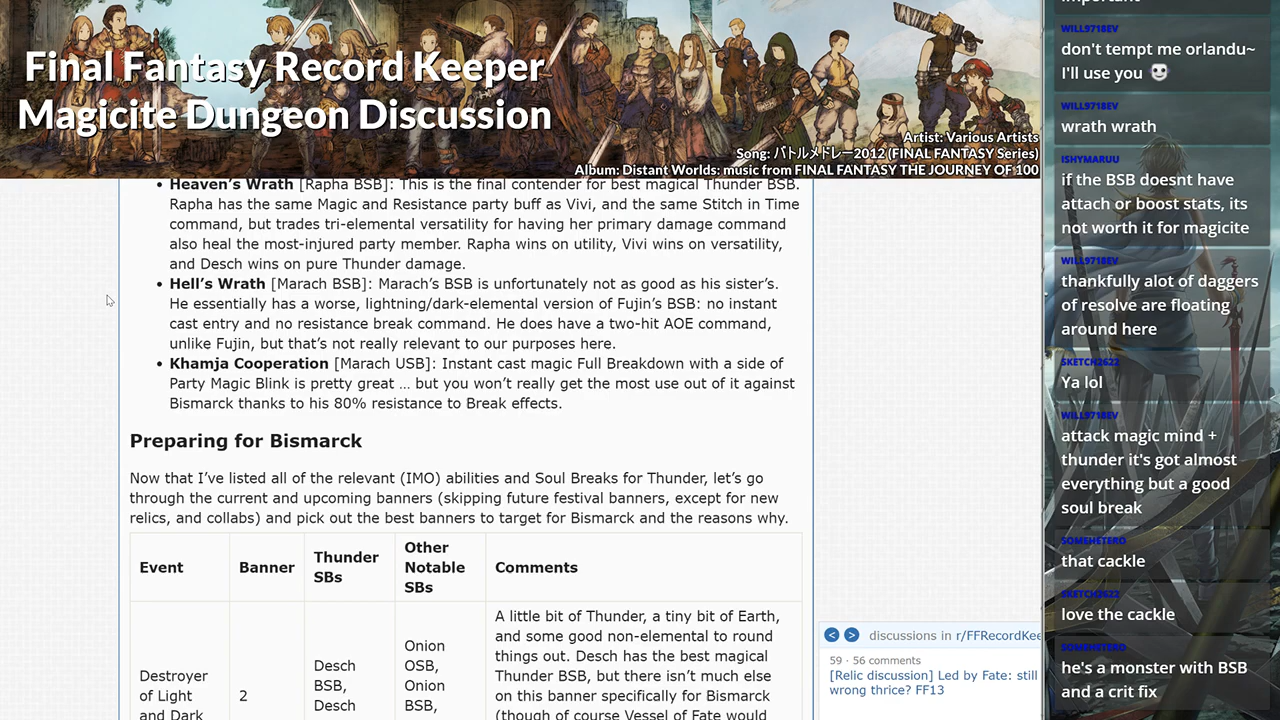 Final Fantasy Record Keeper
Magicite Dungeon Discussion
Artist: Various Artists
Song: バトルメドレー2012 (FINAL FANTASY Series)
Album: Distant Worlds: music from FINAL FANTASY THE JOURNEY OF 100
• Heaven's Wrath [Rapha BSB]: This is the final contender for best magical Thunder BSB.
Rapha has the same Magic and Resistance party buff as Vivi, and the same Stitch in Time
command, but trades tri-elemental versatility for having her primary damage command
also heal the most-injured party member. Rapha wins on utility, Vivi wins on versatility,
and Desch wins on pure Thunder damage.
• Hell's Wrath [Marach BSB]: Marach's BSB is unfortunately not as good as his sister's.
He essentially has a worse, lightning/dark-elemental version of Fujin's BSB: no instant
cast entry and no resistance break command. He does have a two-hit AOE command,
unlike Fujin, but that's not really relevant to our purposes here.
• Khamja Cooperation [Marach USB]: Instant cast magic Full Breakdown with a side of
Party Magic Blink is pretty great … but you won't really get the most use out of it against
Bismarck thanks to his 80% resistance to Break effects.
Preparing for Bismarck
Now that I've listed all of the relevant (IMO) abilities and Soul Breaks for Thunder, let's go
through the current and upcoming banners (skipping future festival banners, except for new
relics, and collabs) and pick out the best banners to target for Bismarck and the reasons why.
Event
Banner
Thunder
SBs
Other
Notable
SBs
Comments
Destroyer
of Light
and Dark
2
Desch
BSB,
Desch
Onion
OSB,
Onion
BSB,
A little bit of Thunder, a tiny bit of Earth,
and some good non-elemental to round
things out. Desch has the best magical
Thunder BSB, but there isn't much else
on this banner specifically for Bismarck
(though of course Vessel of Fate would
< > discussions in r/FFRecordKee
59 · 56 comments
[Relic discussion] Led by Fate: still
wrong thrice? FF13
important
WILL9718EV
don't tempt me orlandu~
I'll use you
WILL9718EV
wrath wrath
ISHYMARUU
if the BSB doesnt have
attach or boost stats, its
not worth it for magicite
WILL9718EV
thankfully alot of daggers
of resolve are floating
around here
SKETCH2622
Ya lol
WILL9718EV
attack magic mind +
thunder it's got almost
everything but a good
soul break
SOMEHETERO
that cackle
SKETCH2622
love the cackle
SOMEHETERO
he's a monster with BSB
and a crit fix